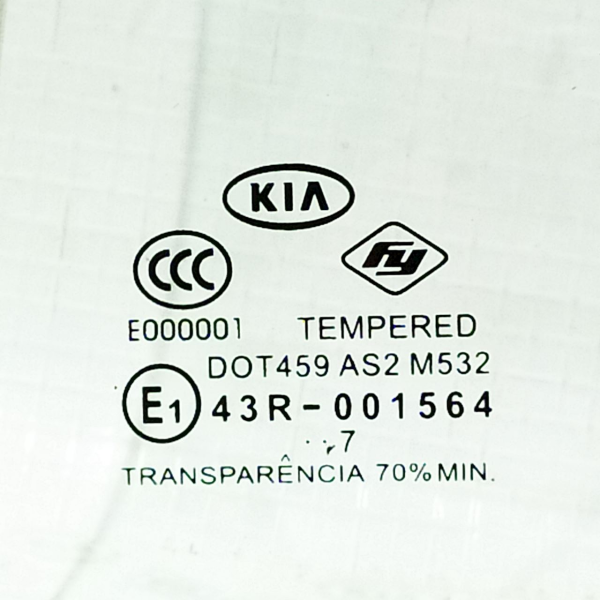 KIA
CCC
fy
E000001 TEMPERED
DOT459 AS2 M532
E1 43R-001564
..7
TRANSPARÊNCIA 70% MIN.